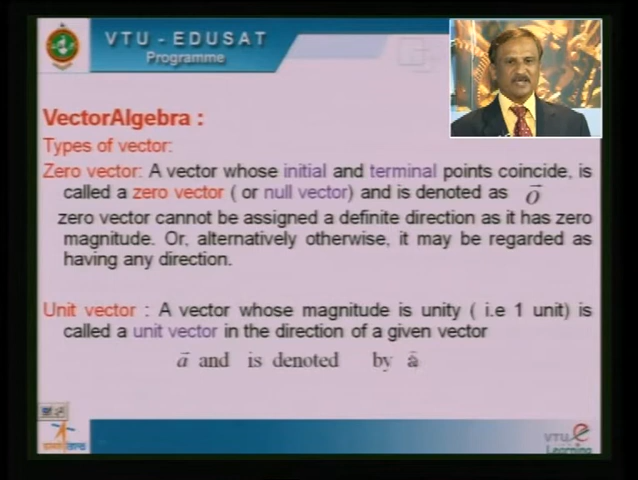 VTU - EDUSAT
Programme
VectorAlgebra :
Types of vector:
Zero vector: A vector whose initial and terminal points coincide, is
called a zero vector ( or null vector) and is denoted as o⃗
zero vector cannot be assigned a definite direction as it has zero
magnitude. Or, alternatively otherwise, it may be regarded as
having any direction.
Unit vector : A vector whose magnitude is unity ( i.e 1 unit) is
called a unit vector in the direction of a given vector
a⃗ and is denoted by â
VTU e
Learning